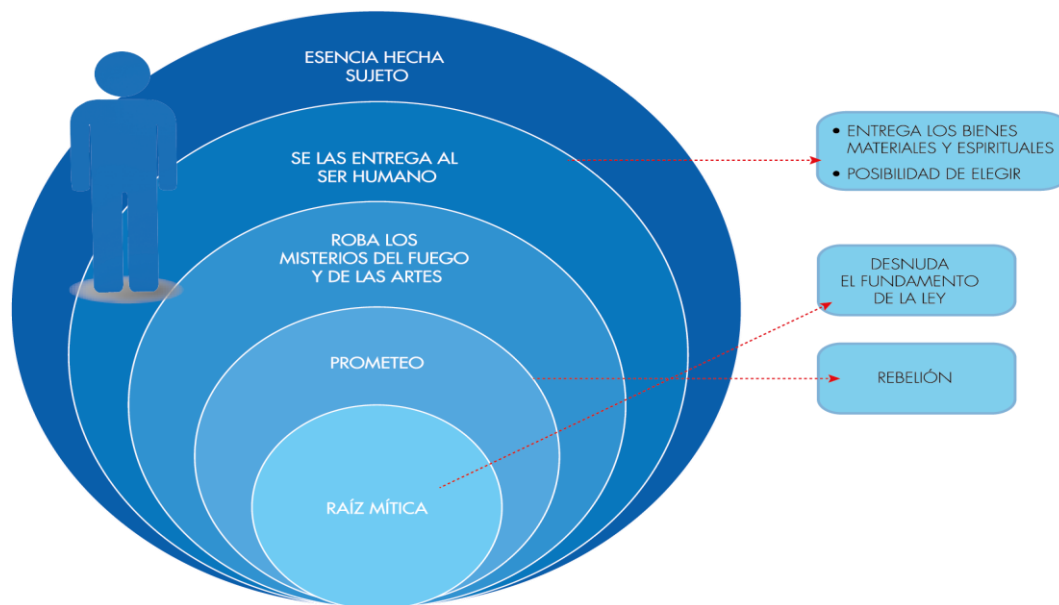 ESENCIA HECHA
SUJETO
SE LAS ENTREGA AL
SER HUMANO
ROBA LOS
MISTERIOS DEL FUEGO
Y DE LAS ARTES
PROMETEO
RAÍZ MÍTICA
• ENTREGA LOS BIENES
MATERIALES Y ESPIRITUALES
• POSIBILIDAD DE ELEGIR
DESNUDA
EL FUNDAMENTO
DE LA LEY
REBELIÓN